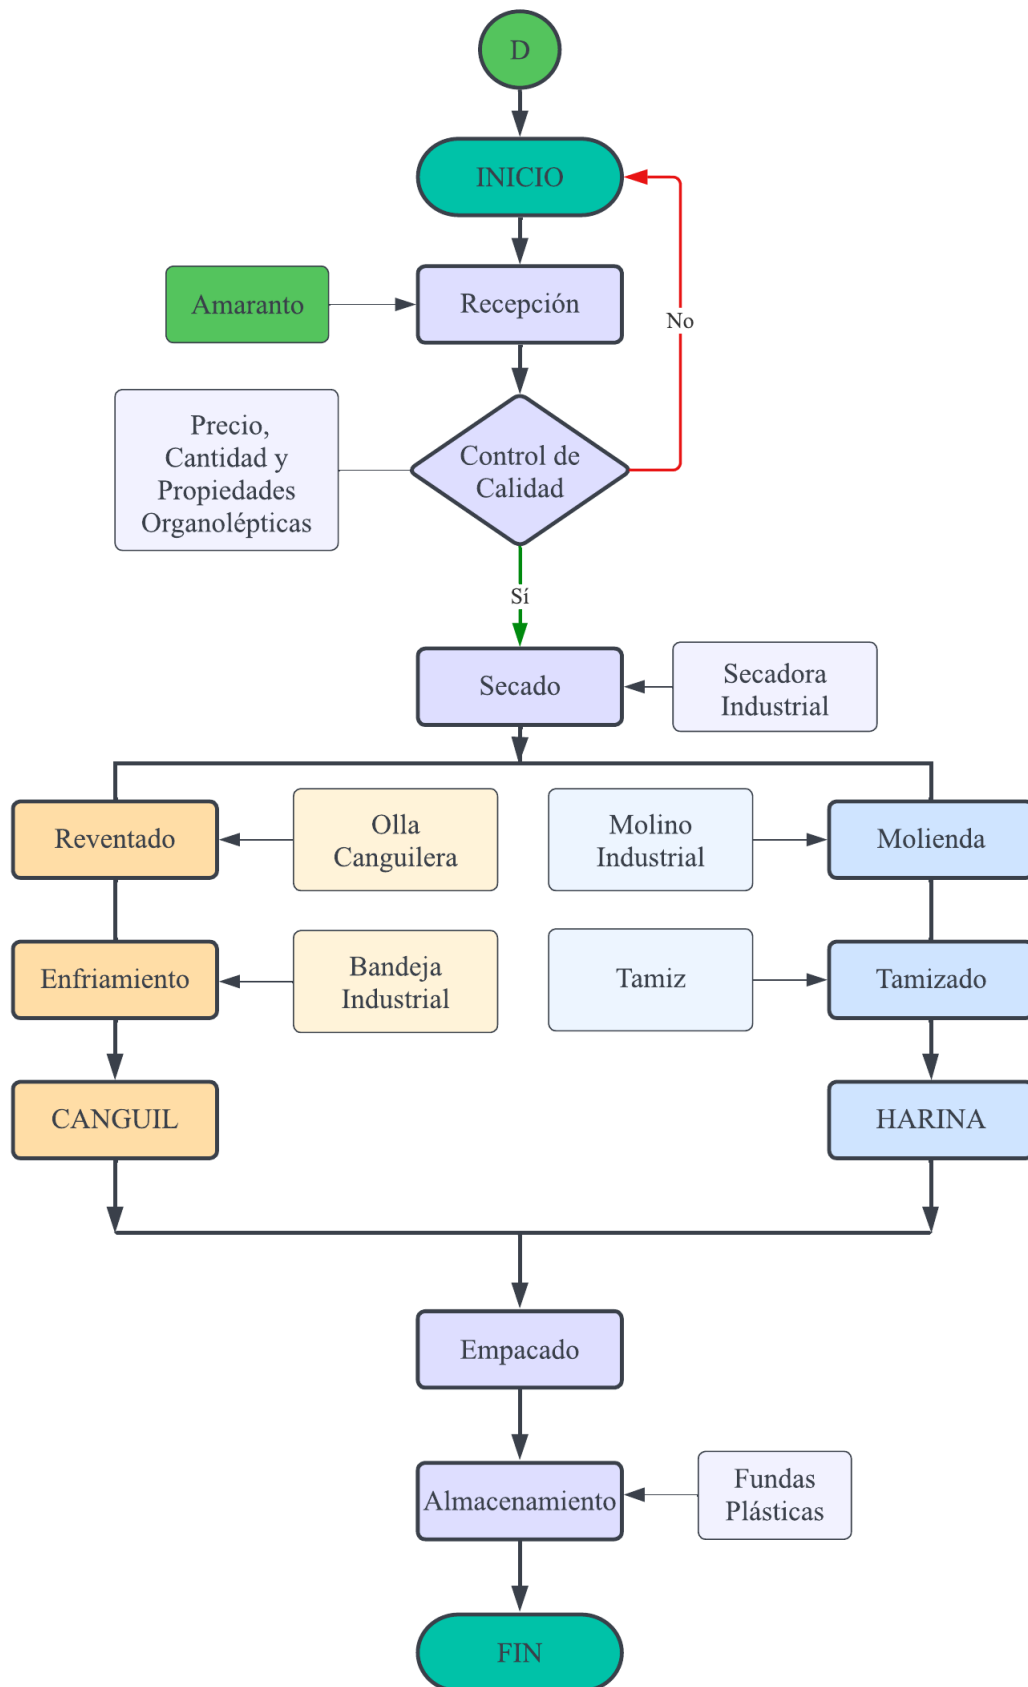 D
INICIO
Amaranto
Recepción
No
Precio,
Cantidad y
Propiedades
Organolépticas
Control de
Calidad
Sí
Secado
Secadora
Industrial
Reventado
Olla
Canguilera
Molino
Industrial
Molienda
Enfriamiento
Bandeja
Industrial
Tamiz
Tamizado
CANGUIL
HARINA
Empacado
Almacenamiento
Fundas
Plásticas
FIN